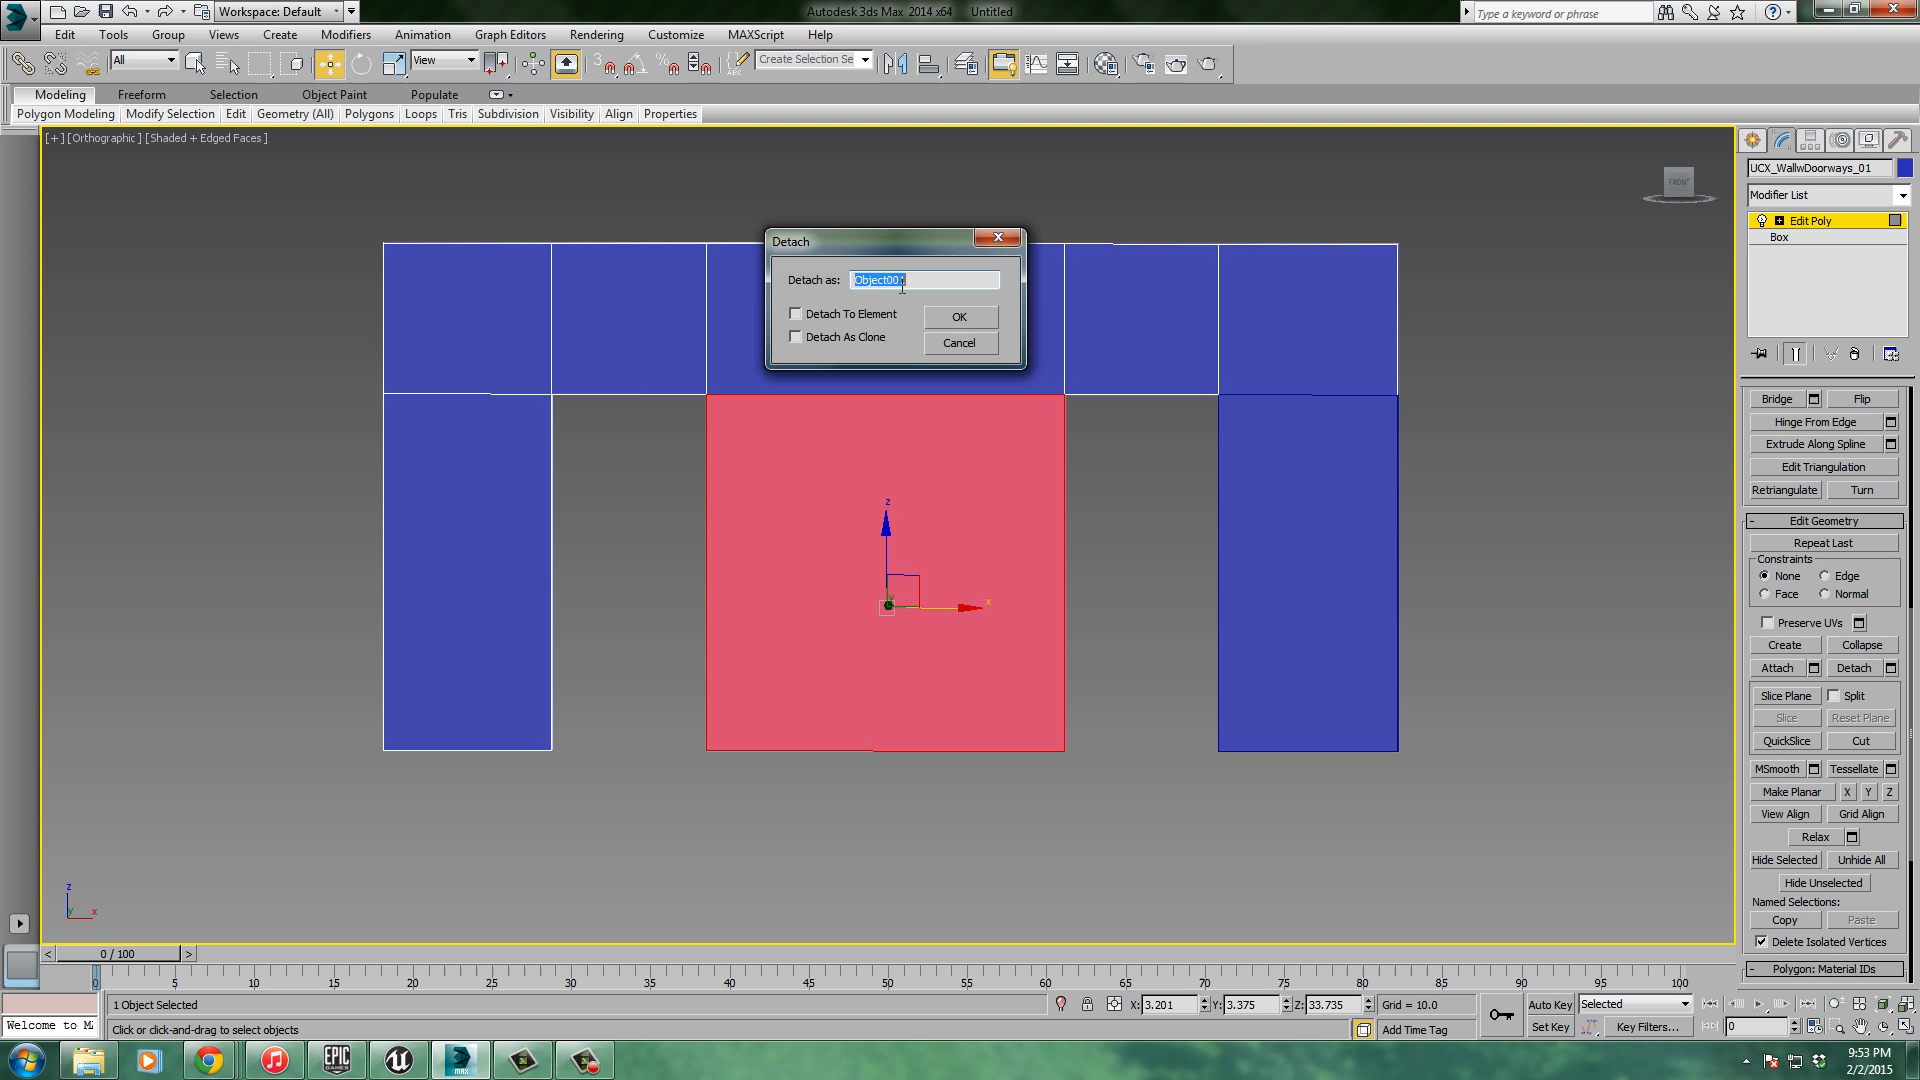 Workspace: Default
Autodesk 3ds Max 2014 x64 Untitled
Type a keyword or phrase
Edit Tools Group Views Create Modifiers Animation Graph Editors Rendering Customize MAXScript Help
All View Create Selection Se
Modeling Freeform Selection Object Paint Populate
Polygon Modeling Modify Selection Edit Geometry (All) Polygons Loops Tris Subdivision Visibility Align Properties
[+][Orthographic][Shaded + Edged Faces]
FRONT
Detach
Detach as: Object001
Detach To Element
OK
Detach As Clone
Cancel
z
x
y
z
y x
UCX_WallwDoorways_01
Modifier List
Edit Poly
Box
Bridge Flip
Hinge From Edge
Extrude Along Spline
Edit Triangulation
Retriangulate Turn
- Edit Geometry
Repeat Last
Constraints
None Edge
Face Normal
Preserve UVs
Create Collapse
Attach Detach
Slice Plane Split
Slice Reset Plane
QuickSlice Cut
MSmooth Tessellate
Make Planar X Y Z
View Align Grid Align
Relax
Hide Selected Unhide All
Hide Unselected
Named Selections:
Copy Paste
Delete Isolated Vertices
- Polygon: Material IDs
< 0 / 100 >
0 5 10 15 20 25 30 35 40 45 50 55 60 65 70 75 80 85 90 95 100
1 Object Selected X: 3.201 Y: 3.375 Z: 33.735 Grid = 10.0 Auto Key Selected
Welcome to MA Click or click-and-drag to select objects Add Time Tag Set Key Key Filters... 0
EPIC GAMES
MAX
9:53 PM
2/2/2015